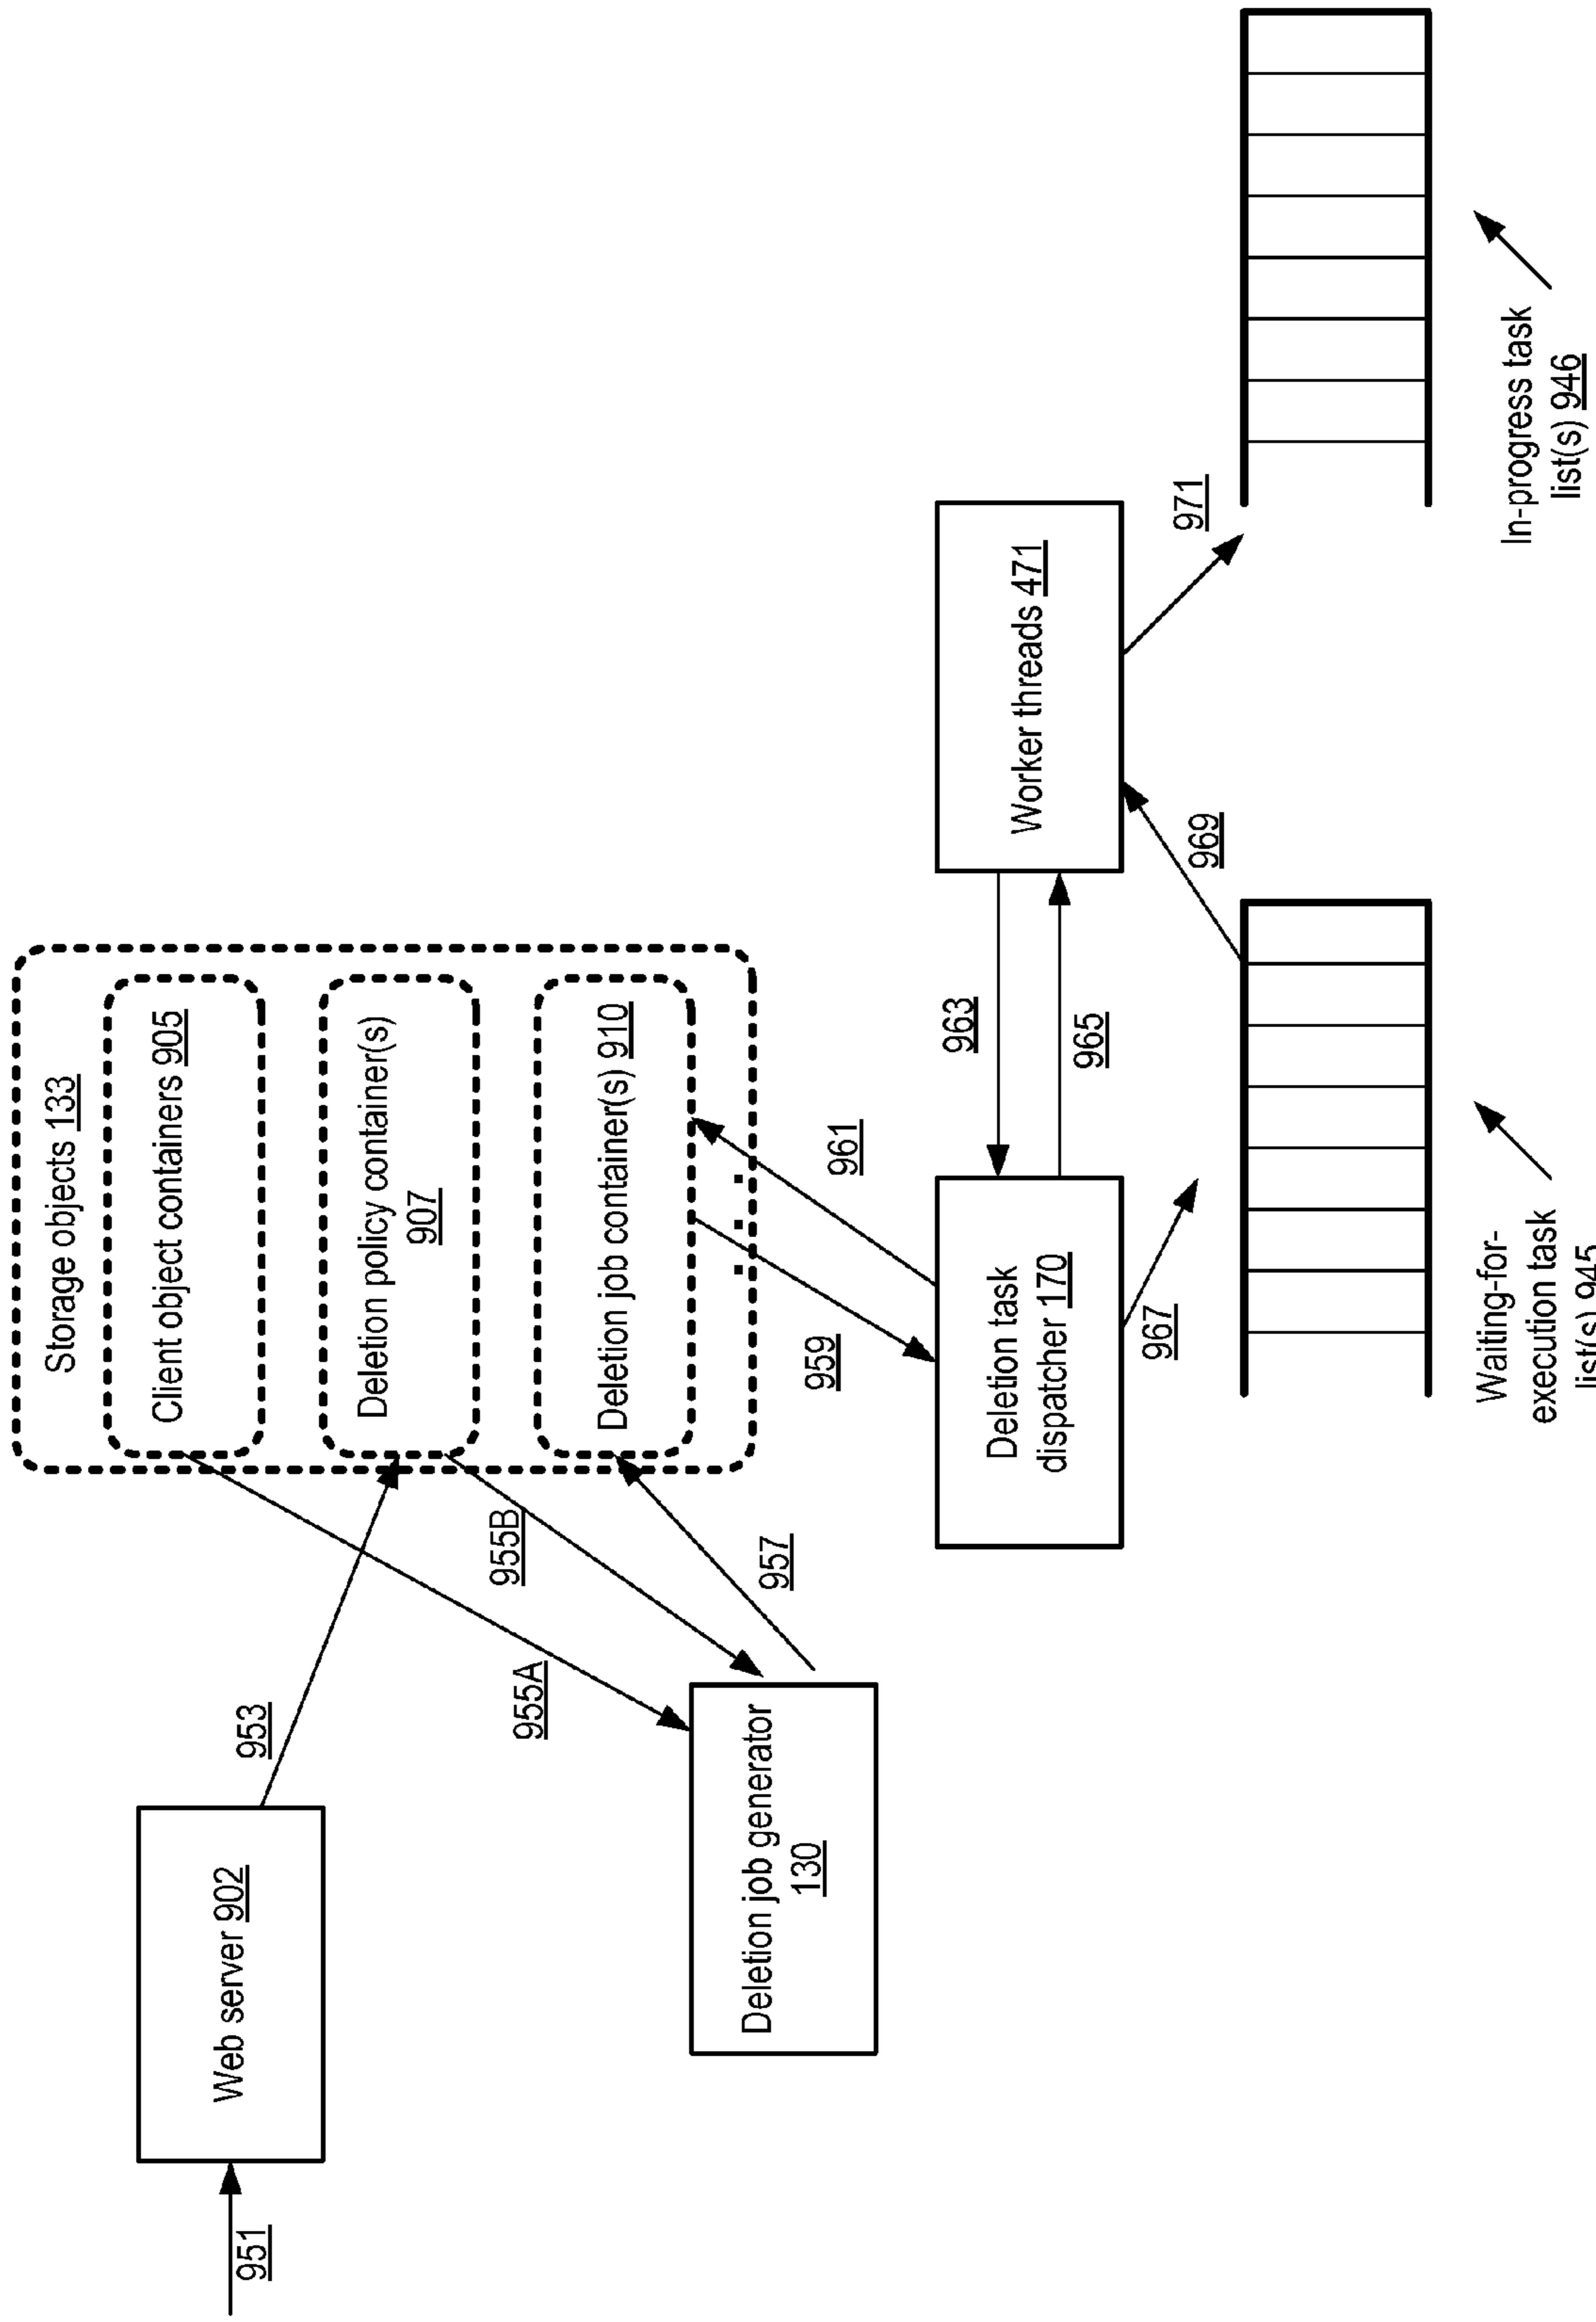 Storage objects 133
Client object containers 905
Deletion policy container(s)
907
Deletion job container(s) 910
. . .
Web server 902
951
953
955A
955B
957
Deletion job generator
130
959
961
Deletion task
dispatcher 170
963
965
Worker threads 471
967
969
971
Waiting-for-
execution task
list(s) 945
In-progress task
list(s) 946